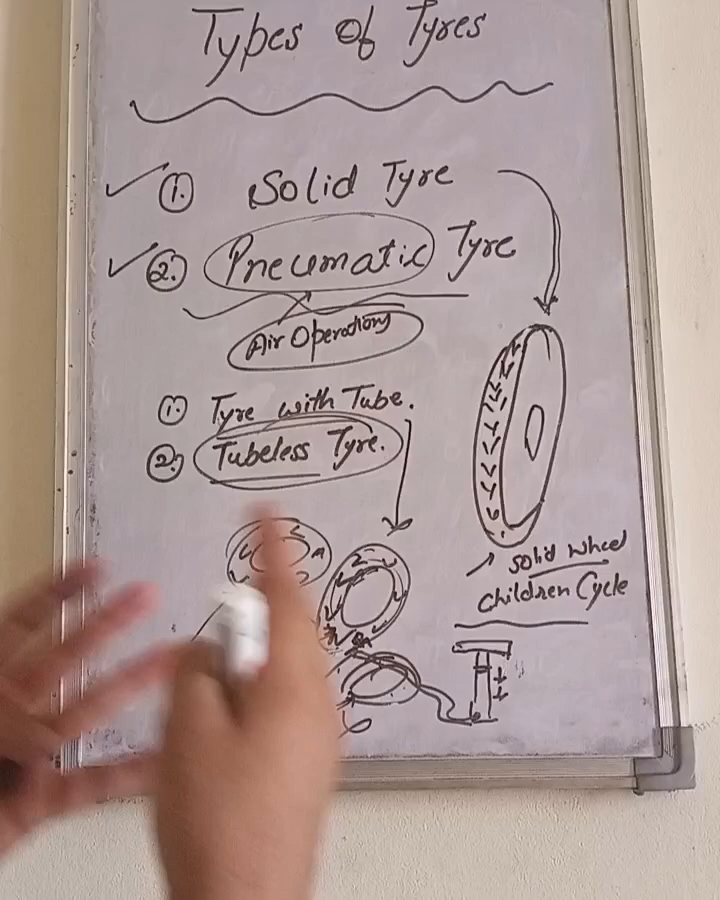 Types of Tyres
1. Solid Tyre
2. Pneumatic Tyre
Air Operations
1. Tyre with Tube.
2. Tubeless Tyre.
solid wheel
Children Cycle